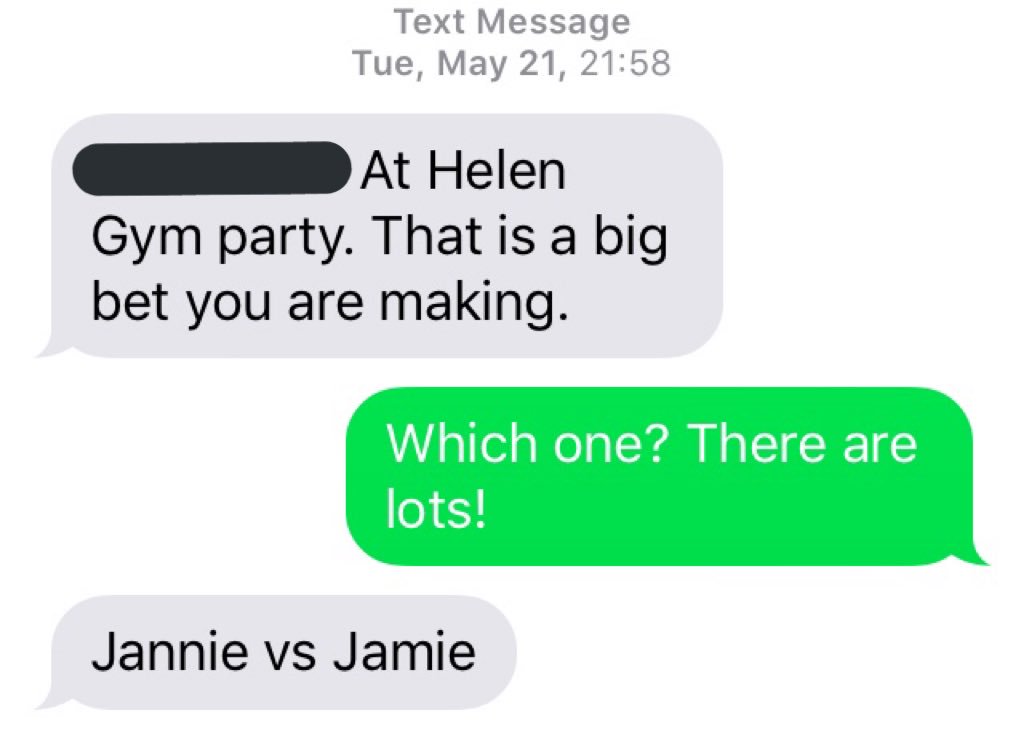 Text Message
Tue, May 21, 21:58
At Helen
Gym party. That is a big
bet you are making.
Which one? There are
lots!
Jannie vs Jamie